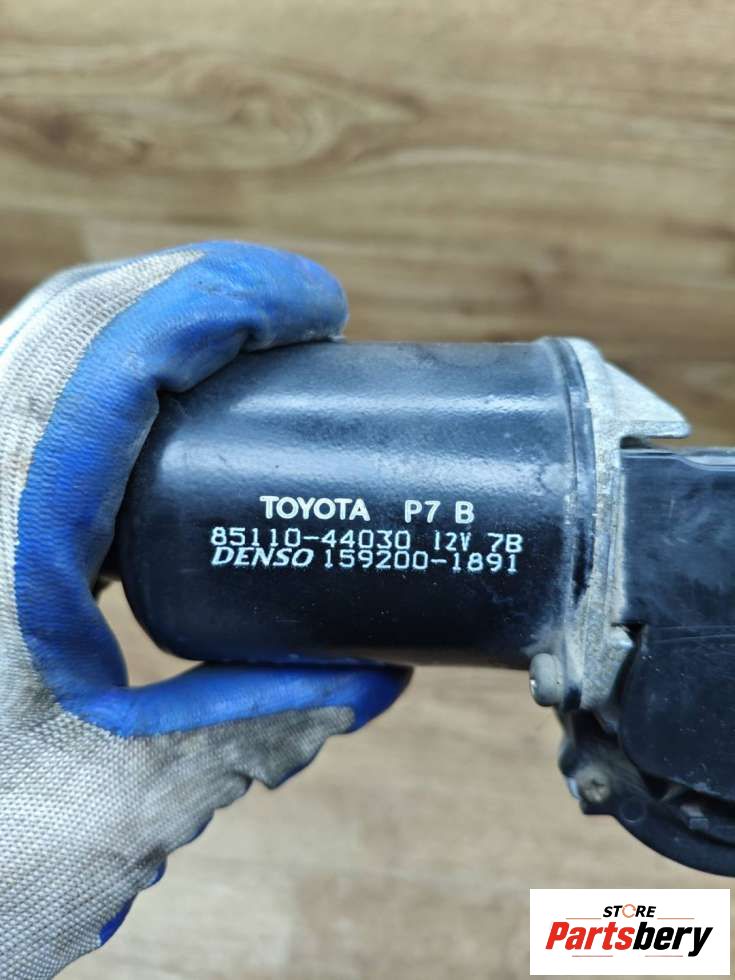 TOYOTA P7 B
85110-44030 12V 7B
DENSO 159200-1891
STORE
Partsbery